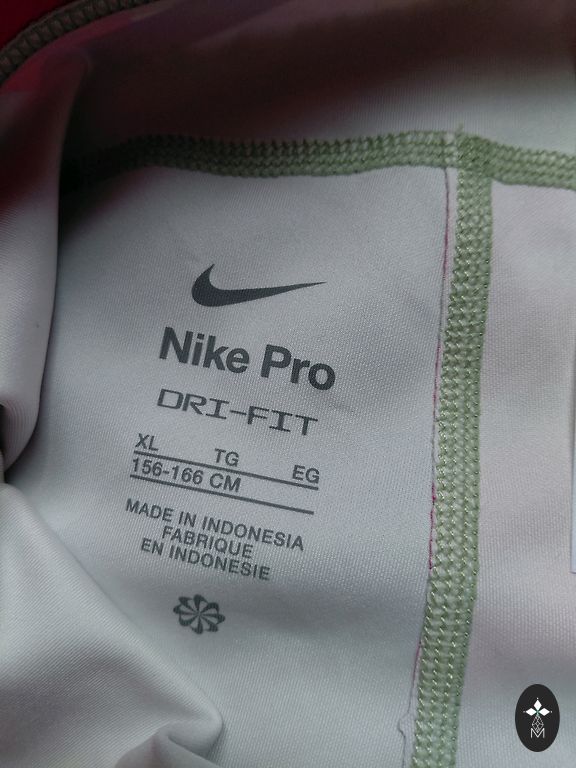 Nike Pro
DRI-FIT
XL TG EG
156-166 CM
MADE IN INDONESIA
FABRIQUE
EN INDONESIE
M